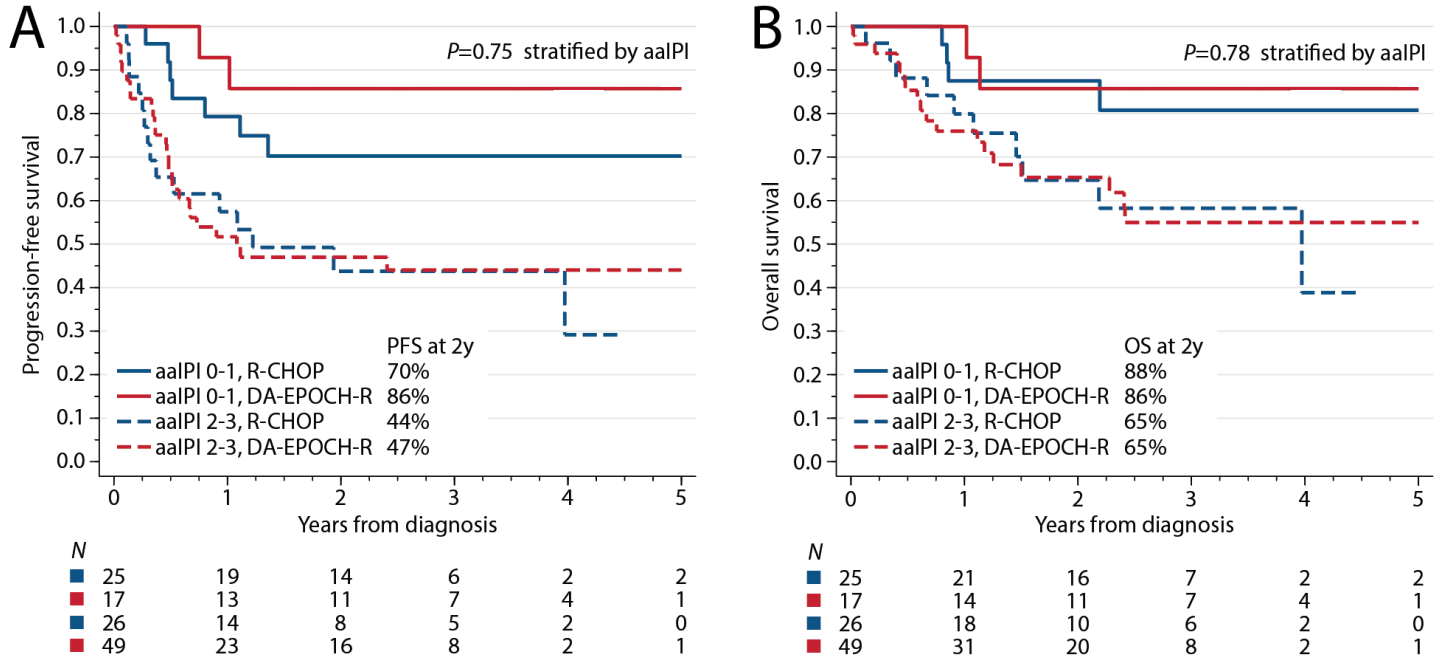 A
P=0.75 stratified by aaIPI
Progression-free survival
1.0
0.9
0.8
0.7
0.6
0.5
0.4
0.3
0.2
0.1
0.0
PFS at 2y
aaIPI 0-1, R-CHOP 70%
aaIPI 0-1, DA-EPOCH-R 86%
aaIPI 2-3, R-CHOP 44%
aaIPI 2-3, DA-EPOCH-R 47%
0 1 2 3 4 5
Years from diagnosis
N
25 19 14 6 2 2
17 13 11 7 4 1
26 14 8 5 2 0
49 23 16 8 2 1
B
P=0.78 stratified by aaIPI
Overall survival
1.0
0.9
0.8
0.7
0.6
0.5
0.4
0.3
0.2
0.1
0.0
OS at 2y
aaIPI 0-1, R-CHOP 88%
aaIPI 0-1, DA-EPOCH-R 86%
aaIPI 2-3, R-CHOP 65%
aaIPI 2-3, DA-EPOCH-R 65%
0 1 2 3 4 5
Years from diagnosis
N
25 21 16 7 2 2
17 14 11 7 4 1
26 18 10 6 2 0
49 31 20 8 2 1